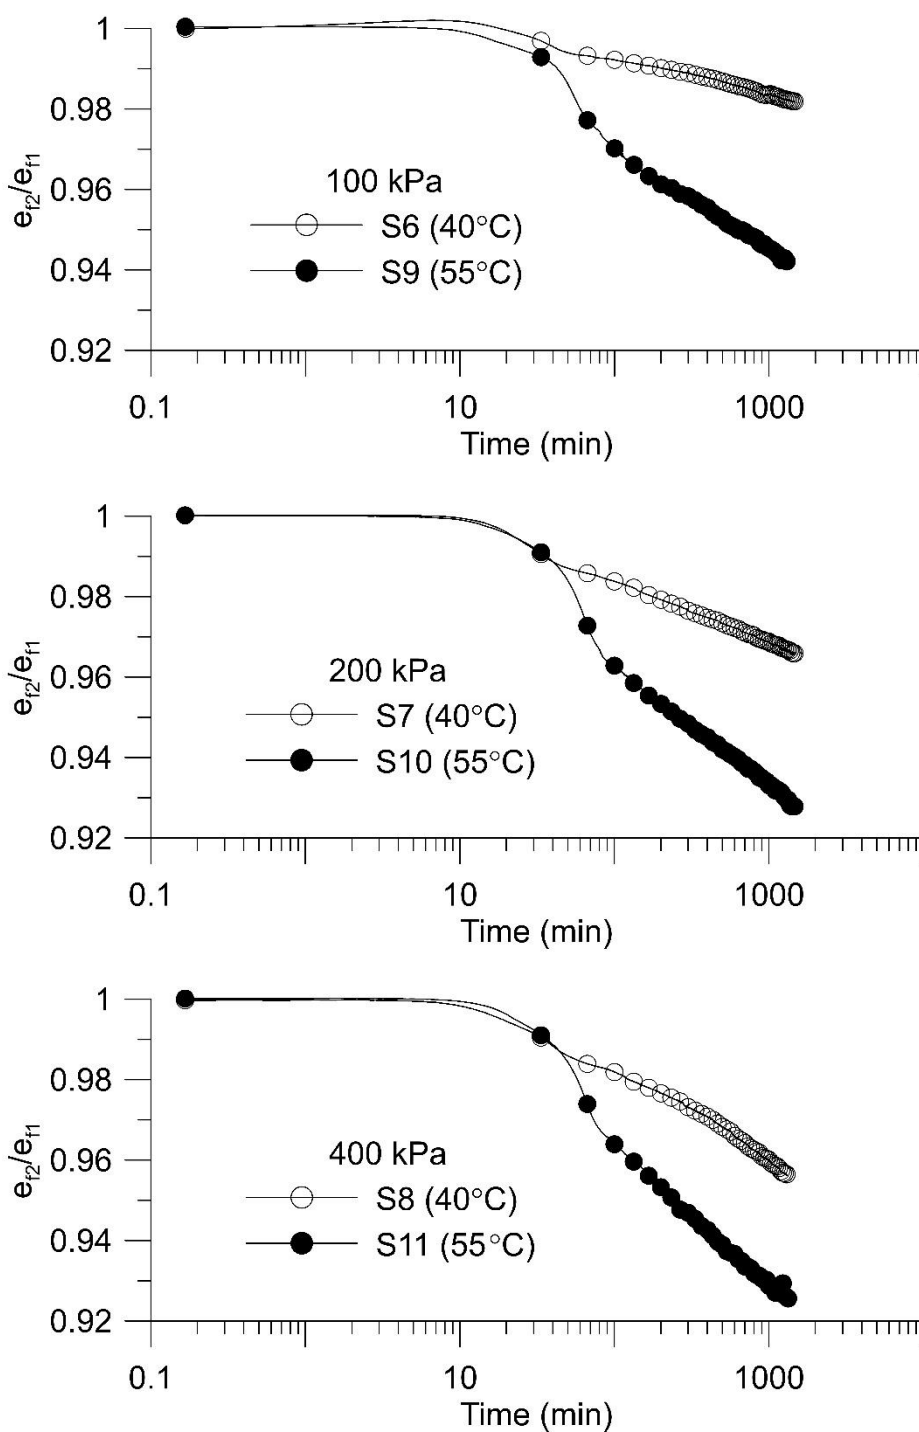 1
0.98
0.96
0.94
0.92
e_f2/e_f1
100 kPa
S6 (40°C)
S9 (55°C)
0.1 10 1000
Time (min)
1
0.98
0.96
0.94
0.92
e_f2/e_f1
200 kPa
S7 (40°C)
S10 (55°C)
0.1 10 1000
Time (min)
1
0.98
0.96
0.94
0.92
e_f2/e_f1
400 kPa
S8 (40°C)
S11 (55°C)
0.1 10 1000
Time (min)